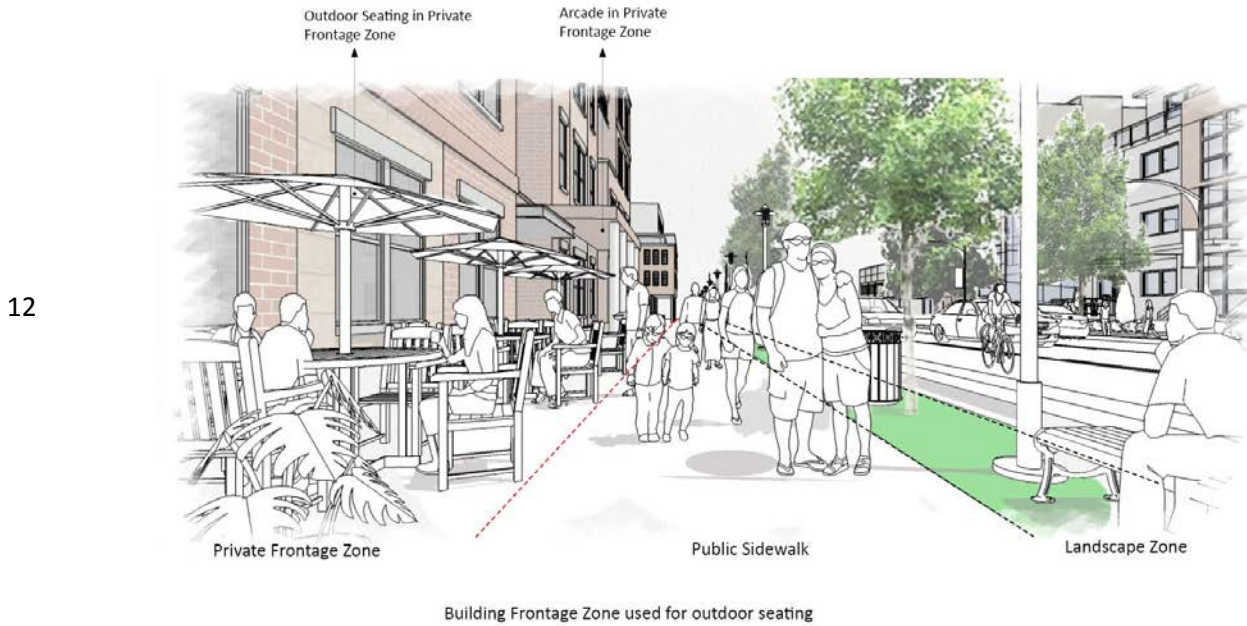 Outdoor Seating in Private
Frontage Zone
Arcade in Private
Frontage Zone
12
Private Frontage Zone
Public Sidewalk
Landscape Zone
Building Frontage Zone used for outdoor seating